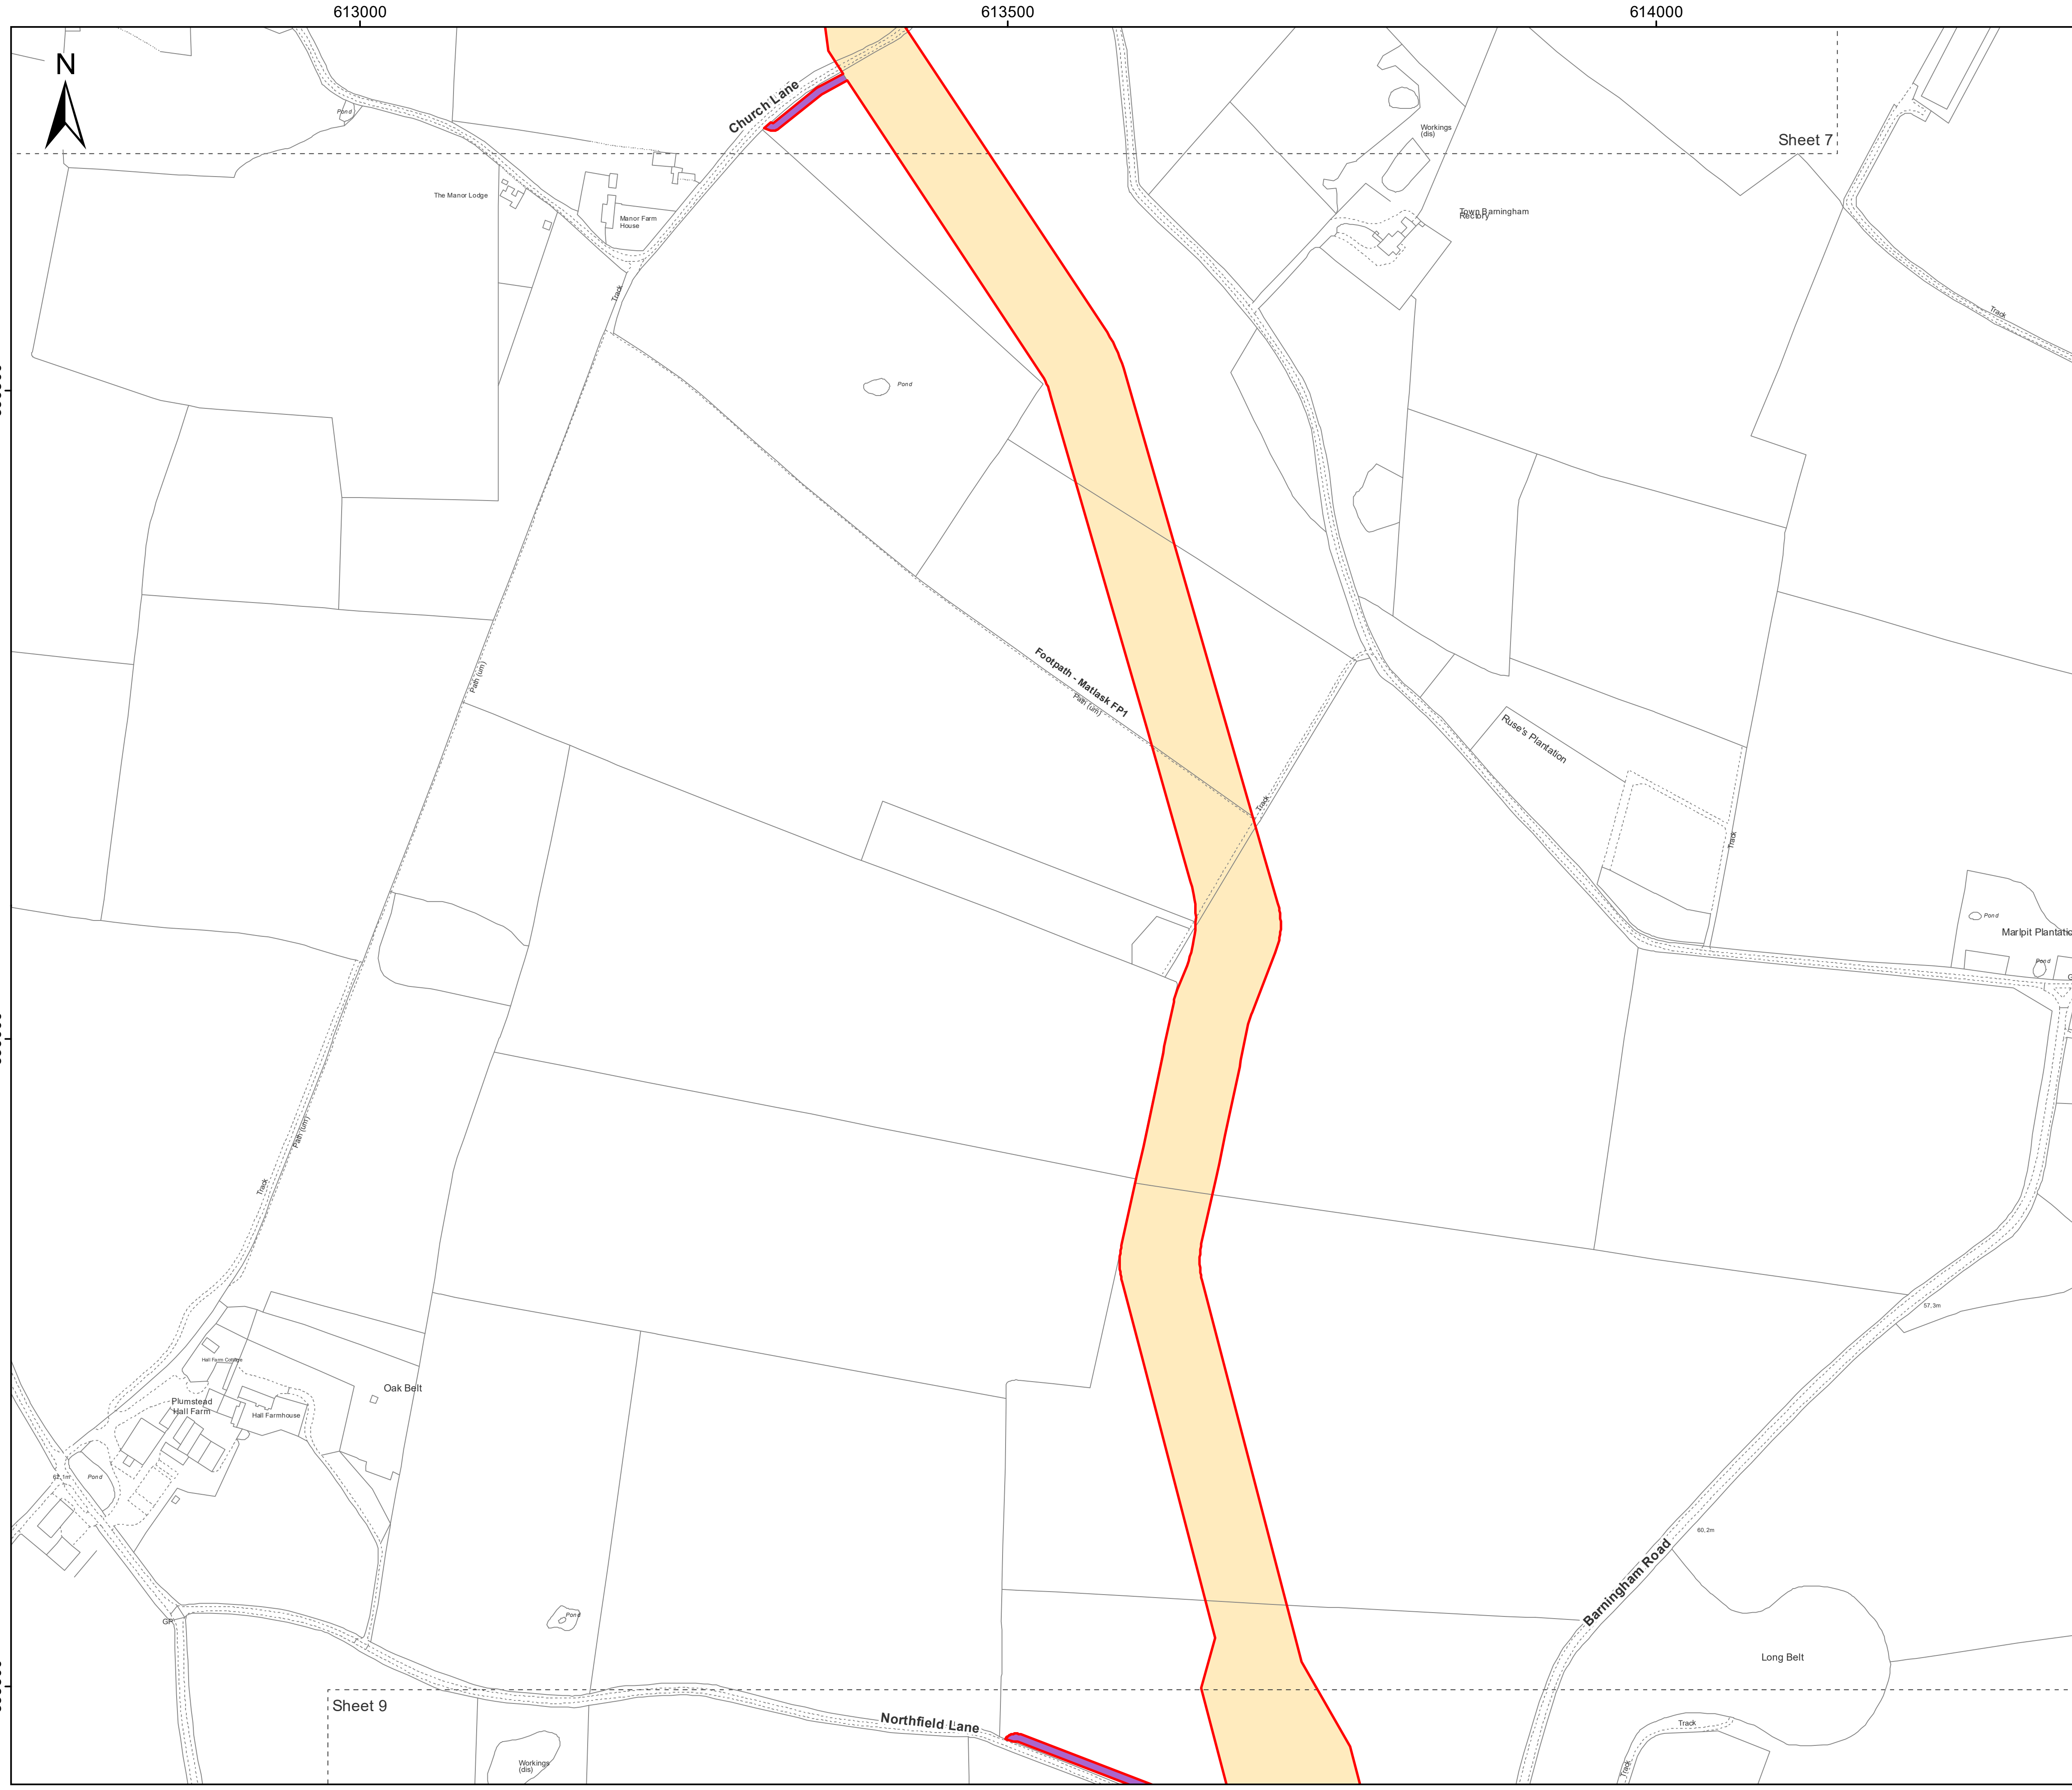 613000
613500
614000
N
Church Lane
Pond
Sheet 7
Workings
(dis)
The Manor Lodge
Manor Farm
House
Town Barningham
Rectory
Track
Track
Pond
Footpath - Matlask FP1
Path (um)
Path (um)
Ruse's Plantation
Track
Track
Pond
Marlpit Plantatio
Pond
Path (um)
Track
57.3m
Hall Farm Cottage
Oak Belt
Plumstead
Hall Farm
Hall Farmhouse
62.1m
Pond
60.2m
Barningham Road
GP
Pond
Long Belt
Sheet 9
Northfield Lane
Track
Workings
(dis)
Track